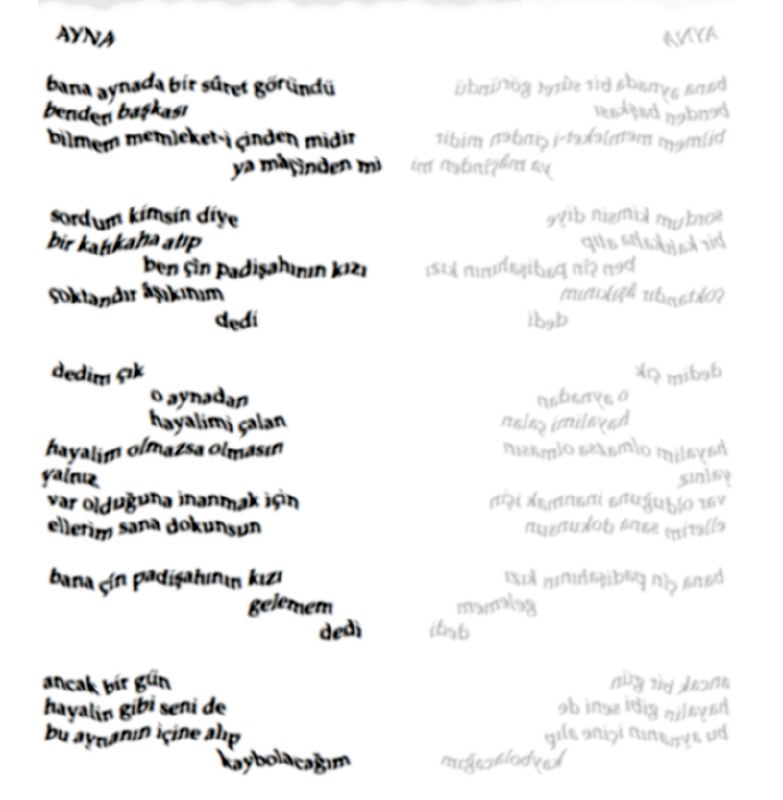 AYNA
bana aynada bir sûret göründü
benden başkası
bilmem memleket-i çinden midir
ya mâçinden mi
sordum kimsin diye
bir kahkaha atıp
ben çin padişahının kızı
çoktandır âşıkınım
dedi
dedim çık
o aynadan
hayalimi çalan
hayalim olmazsa olmasın
yalnız
var olduğuna inanmak için
ellerim sana dokunsun
bana çin padişahının kızı
gelemem
dedi
ancak bir gün
hayalin gibi seni de
bu aynanın içine alıp
kaybolacağım
AYNA
bana aynada bir sûret göründü
benden başkası
bilmem memleket-i çinden midir
ya mâçinden mi
sordum kimsin diye
bir kahkaha alıp
ben çin padişahının kızı
çoktandır âşıkınım
dedi
dedim çık
o aynadan
hayalimi çalan
hayalim olmazsa olmasın
yalnız
var olduğuna inanmak için
ellerim sana dokunsun
bana çin padişahının kızı
gelemem
dedi
ancak bir gün
hayalin gibi seni de
bu aynanın içine alıp
kaybolacağım